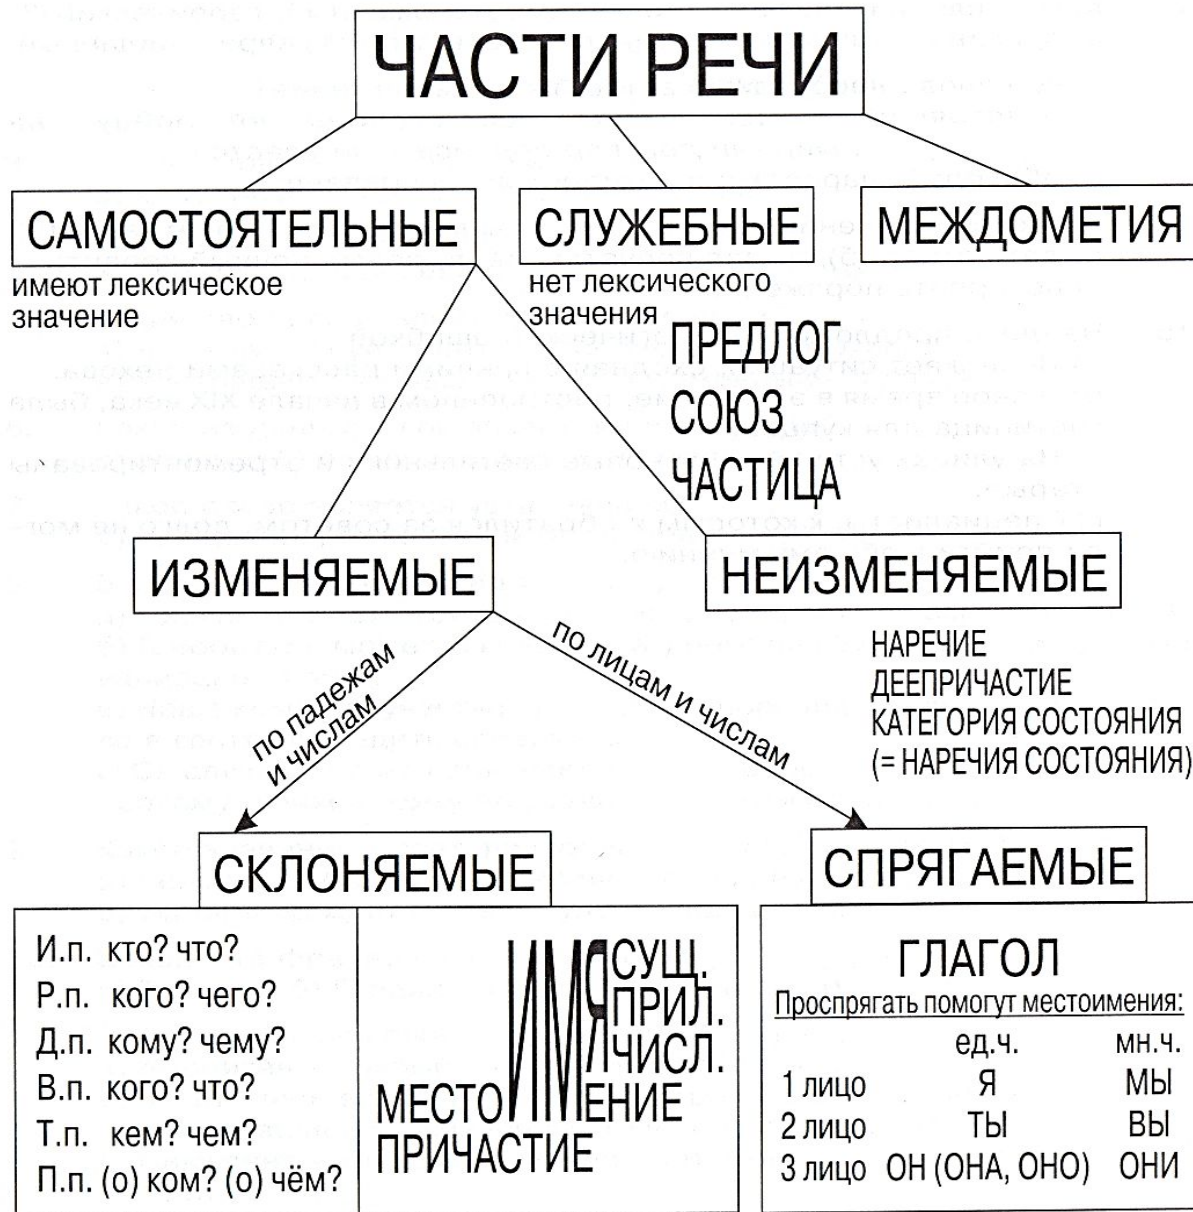 ЧАСТИ РЕЧИ
САМОСТОЯТЕЛЬНЫЕ
имеют лексическое
значение
СЛУЖЕБНЫЕ
нет лексического
значения
ПРЕДЛОГ
СОЮЗ
ЧАСТИЦА
МЕЖДОМЕТИЯ
ИЗМЕНЯЕМЫЕ
НЕИЗМЕНЯЕМЫЕ
НАРЕЧИЕ
ДЕЕПРИЧАСТИЕ
КАТЕГОРИЯ СОСТОЯНИЯ
(= НАРЕЧИЯ СОСТОЯНИЯ)
по падежам
и числам
по лицам и числам
СКЛОНЯЕМЫЕ
И.п. кто? что?
Р.п. кого? чего?
Д.п. кому? чему?
В.п. кого? что?
Т.п. кем? чем?
П.п. (о) ком? (о) чём?
ИМЯ СУЩ.
ПРИЛ.
ЧИСЛ.
МЕСТОИМЕНИЕ
ПРИЧАСТИЕ
СПРЯГАЕМЫЕ
ГЛАГОЛ
Проспрягать помогут местоимения:
ед.ч. мн.ч.
1 лицо Я МЫ
2 лицо ТЫ ВЫ
3 лицо ОН (ОНА, ОНО) ОНИ